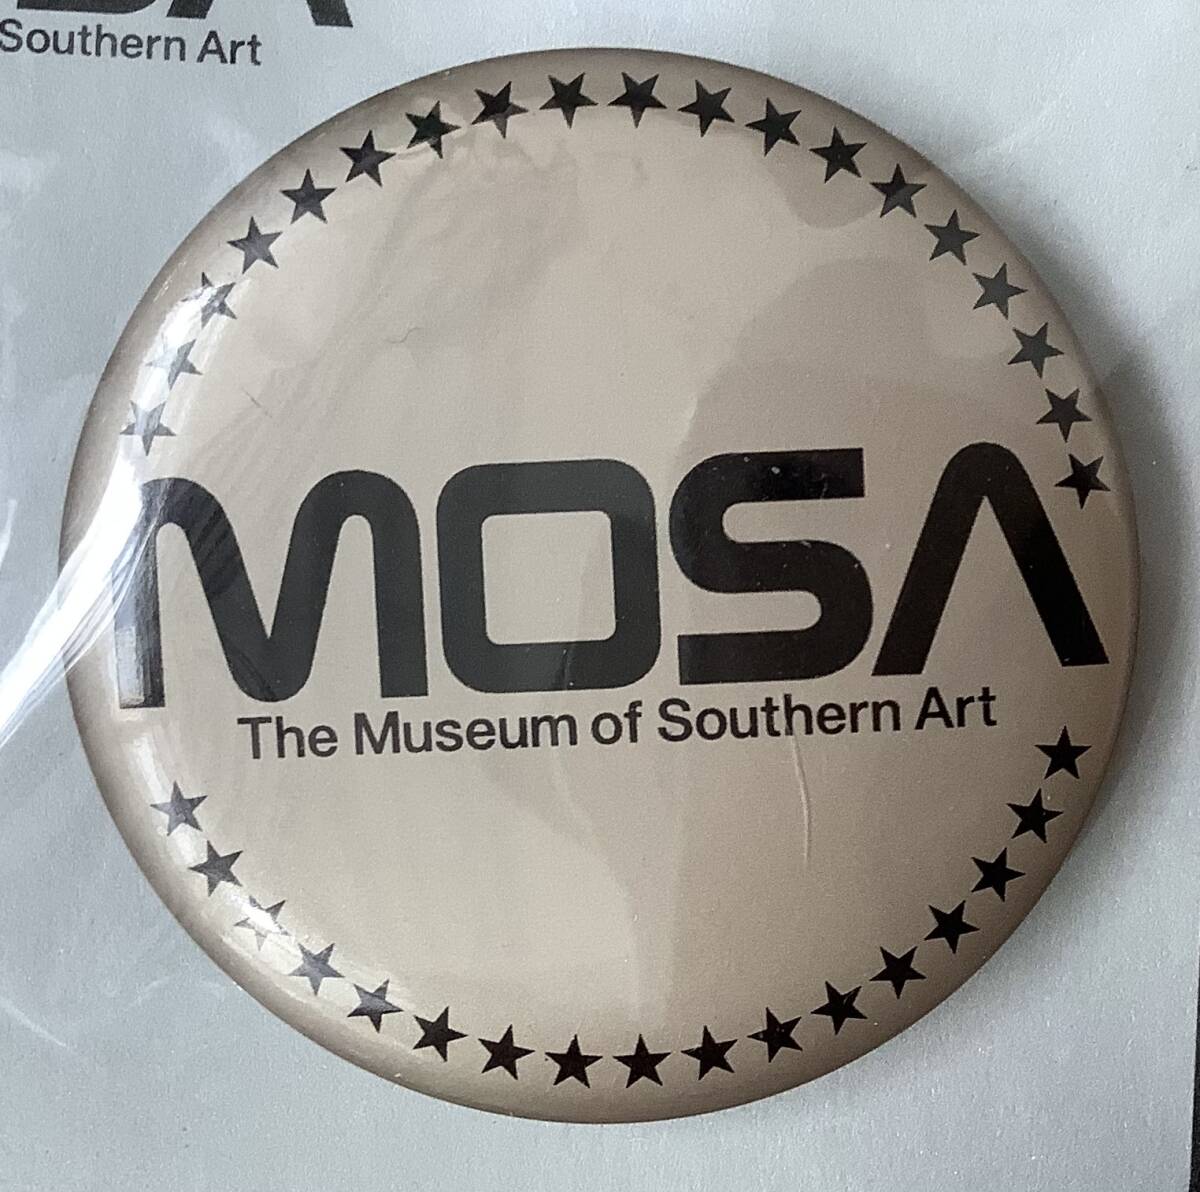 Southern Art
MOSA
The Museum of Southern Art